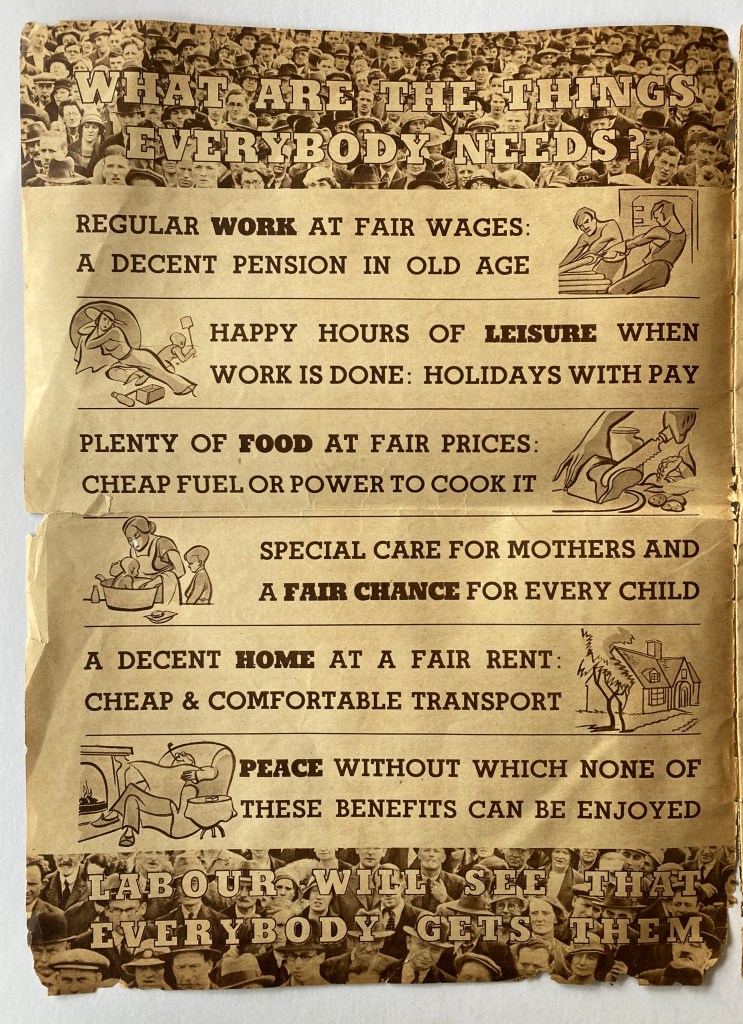 WHAT ARE THE THINGS
EVERYBODY NEEDS?
REGULAR WORK AT FAIR WAGES:
A DECENT PENSION IN OLD AGE
HAPPY HOURS OF LEISURE WHEN
WORK IS DONE: HOLIDAYS WITH PAY
PLENTY OF FOOD AT FAIR PRICES:
CHEAP FUEL OR POWER TO COOK IT
SPECIAL CARE FOR MOTHERS AND
A FAIR CHANCE FOR EVERY CHILD
A DECENT HOME AT A FAIR RENT:
CHEAP & COMFORTABLE TRANSPORT
PEACE WITHOUT WHICH NONE OF
THESE BENEFITS CAN BE ENJOYED
LABOUR WILL SEE THAT
EVERYBODY GETS THEM